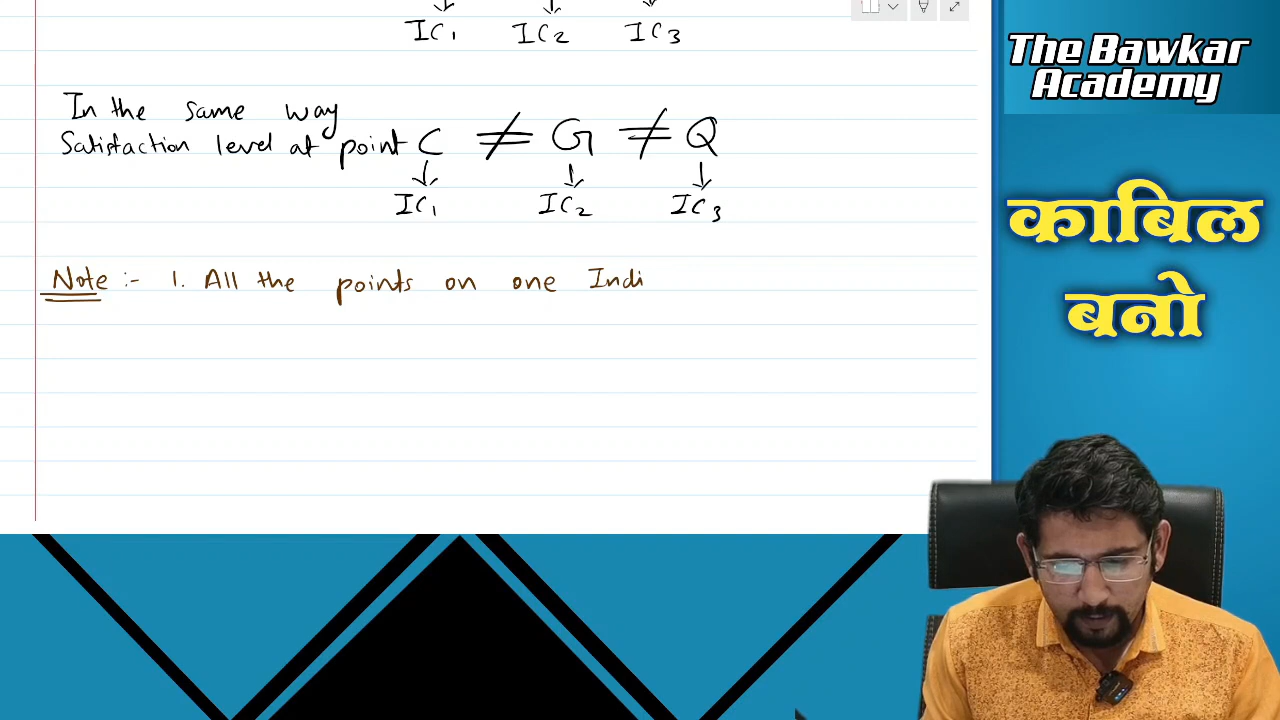 IC1 IC2 IC3
In the same way
Satisfaction level at point C ≠ G ≠ Q
IC1 IC2 IC3
Note :- 1. All the points on one Indi
The Bawkar
Academy
काबिल
बनो